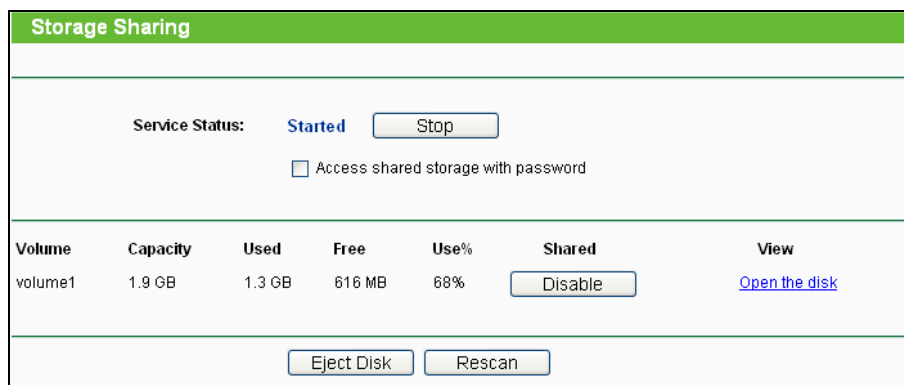 Storage Sharing
Service Status: Started Stop
Access shared storage with password
Volume Capacity Used Free Use% Shared View
volume1 1.9 GB 1.3 GB 616 MB 68% Disable Open the disk
Eject Disk Rescan